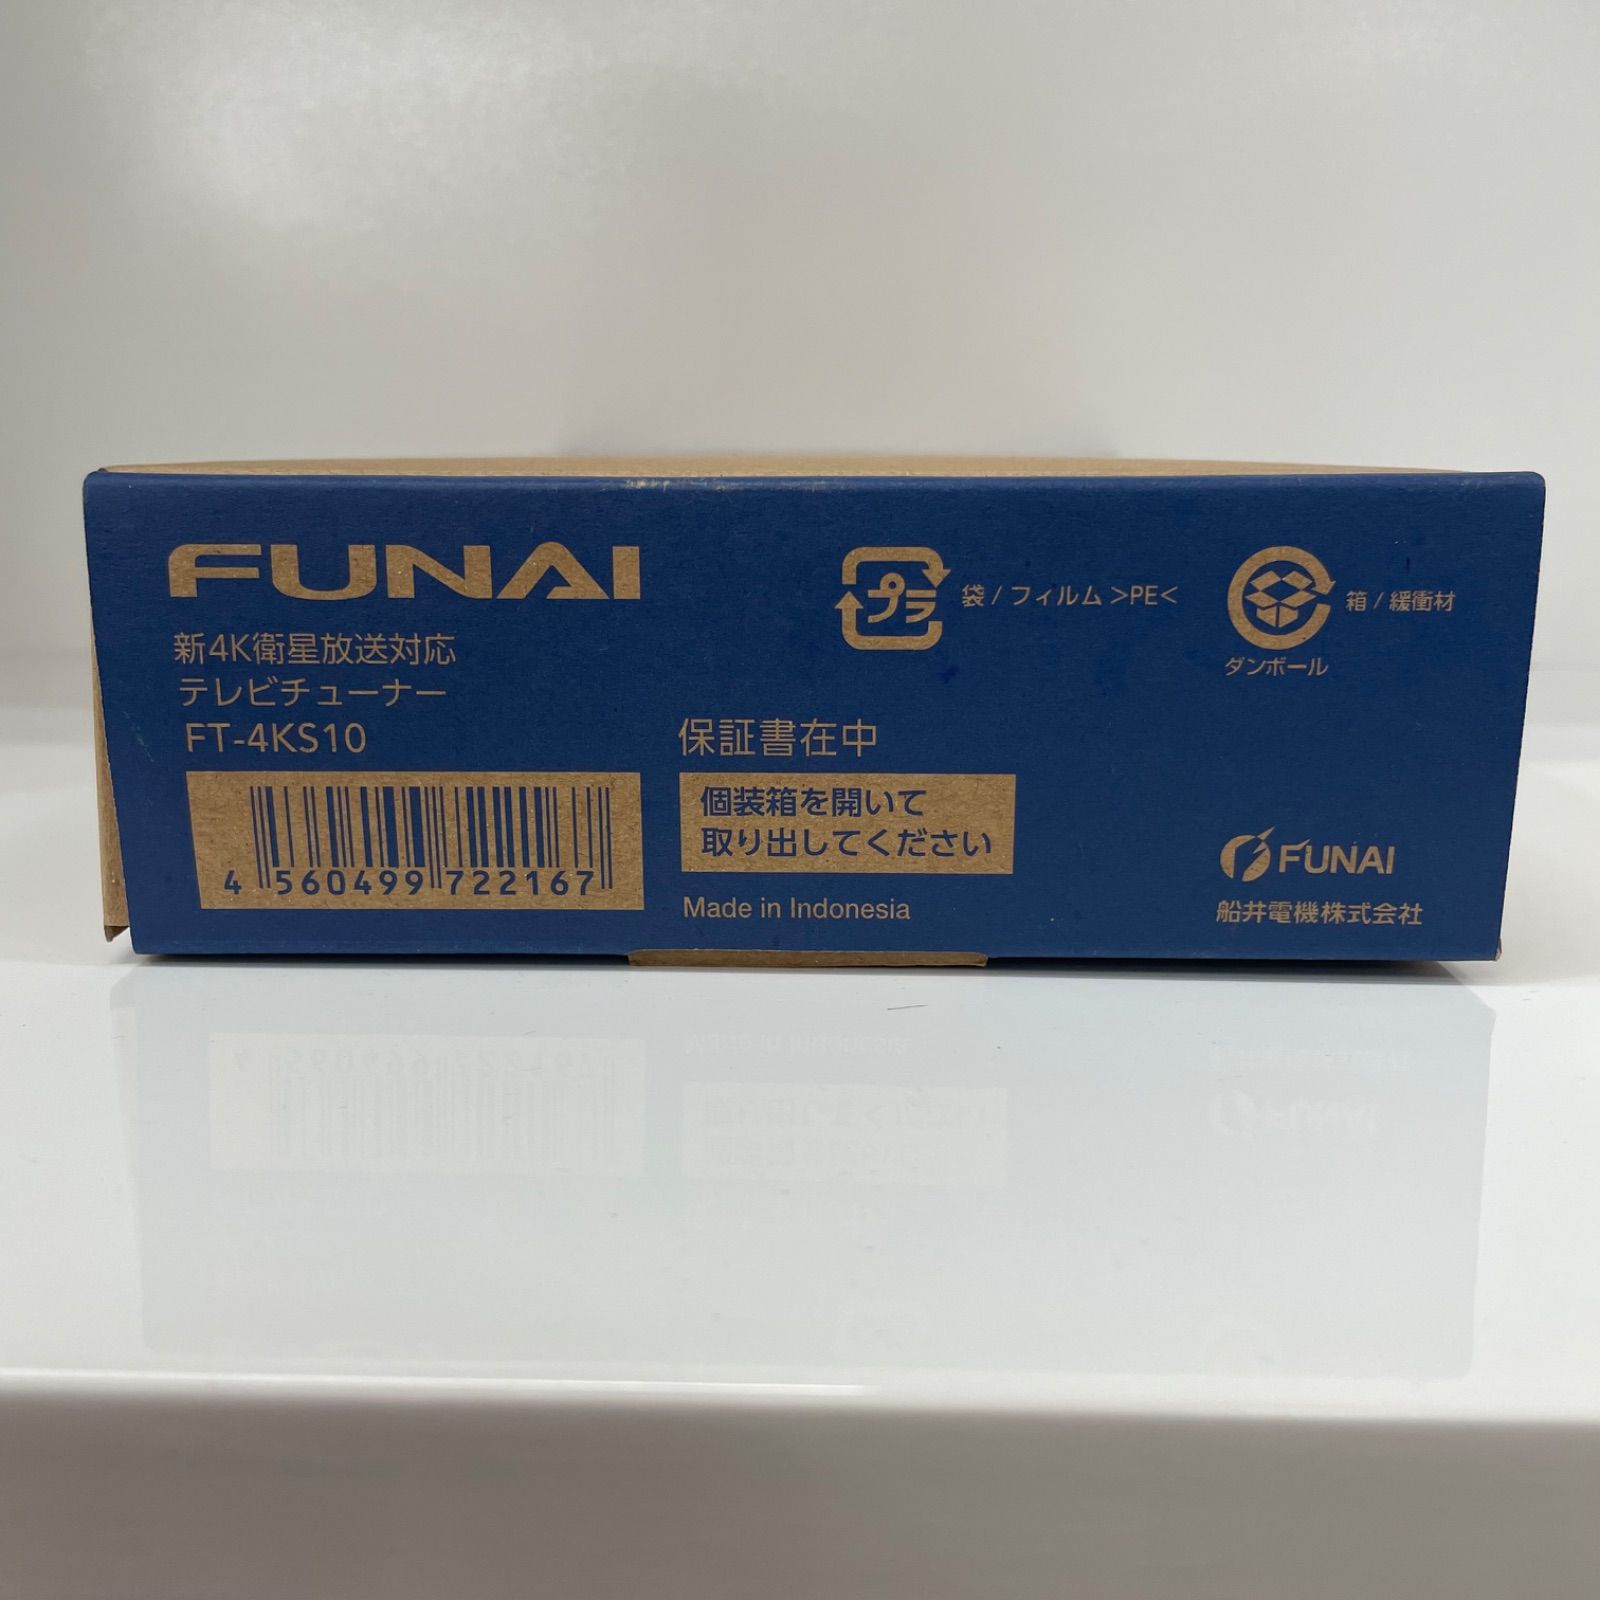 FUNAI
新4K衛星放送対応
テレビチューナー
FT-4KS10
4 560499 722167
プラ
袋 / フィルム >PE<
箱 / 緩衝材
ダンボール
保証書在中
個装箱を開いて
取り出してください
Made in Indonesia
FUNAI
船井電機株式会社